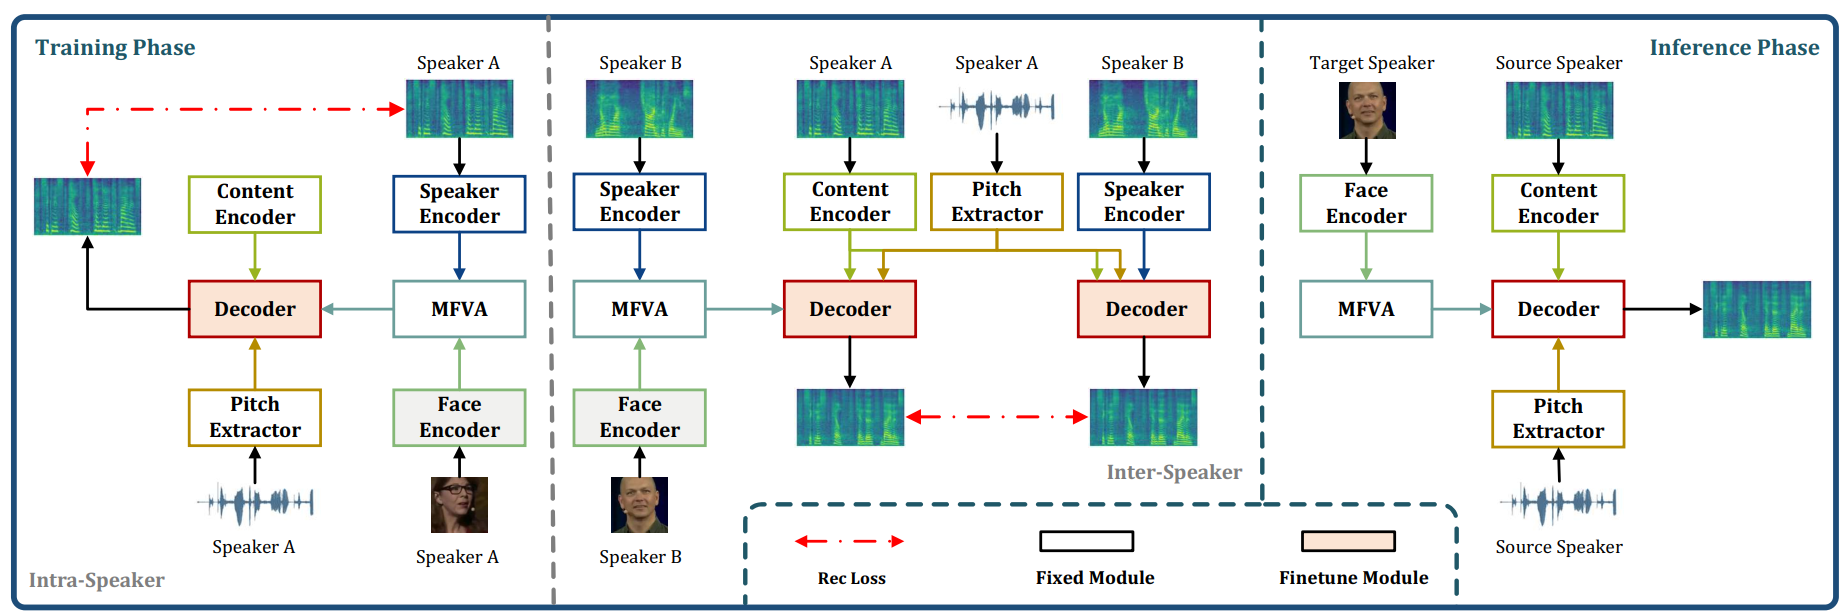 Training Phase
Inference Phase
Speaker A
Content
Encoder
Speaker
Encoder
Decoder
MFVA
Pitch
Extractor
Face
Encoder
Speaker A
Speaker A
Intra-Speaker
Speaker B
Speaker A
Speaker A
Speaker B
Speaker
Encoder
Content
Encoder
Pitch
Extractor
Speaker
Encoder
MFVA
Decoder
Decoder
Face
Encoder
Speaker B
Inter-Speaker
Rec Loss
Fixed Module
Finetune Module
Target Speaker
Source Speaker
Face
Encoder
Content
Encoder
MFVA
Decoder
Pitch
Extractor
Source Speaker